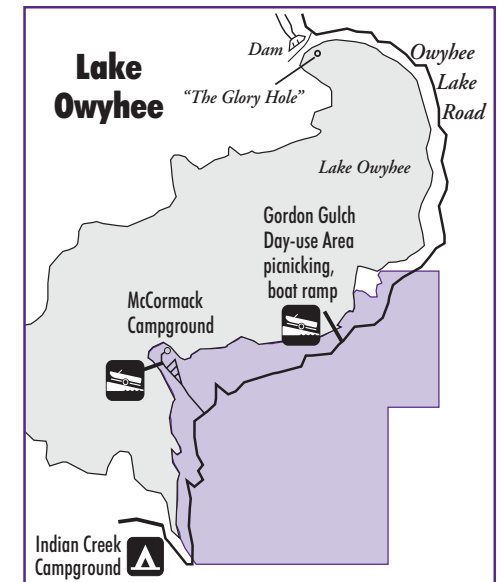 Lake
Owyhee
Dam
“The Glory Hole”
Owyhee
Lake
Road
Lake Owyhee
Gordon Gulch
Day-use Area
picnicking,
boat ramp
McCormack
Campground
Indian Creek
Campground